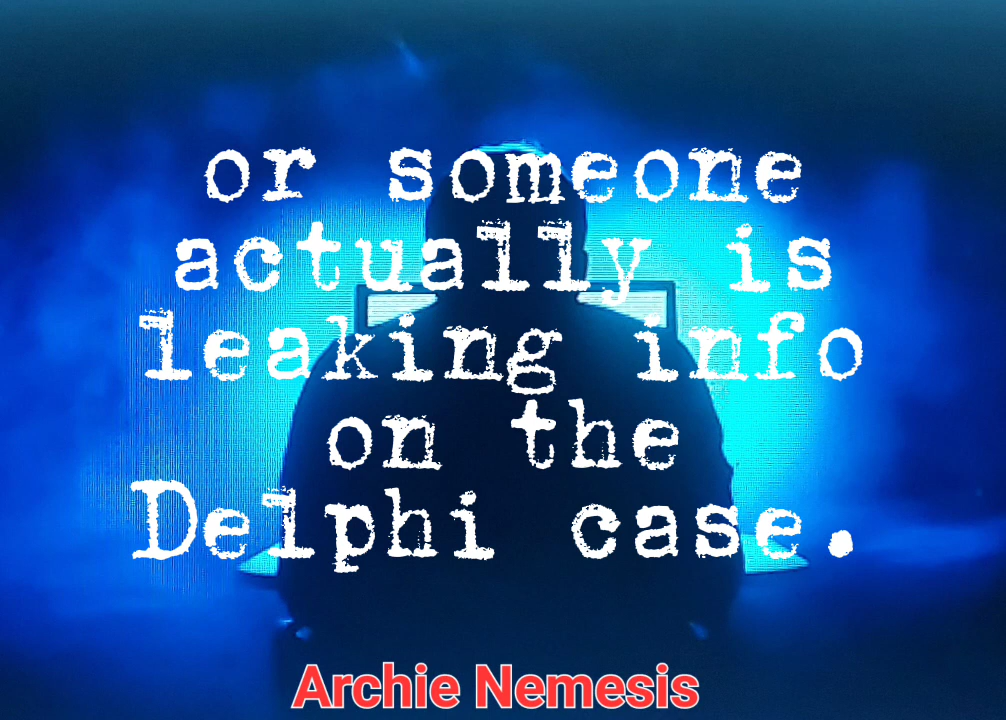 or someone
actually is
leaking info
on the
Delphi case.
Archie Nemesis